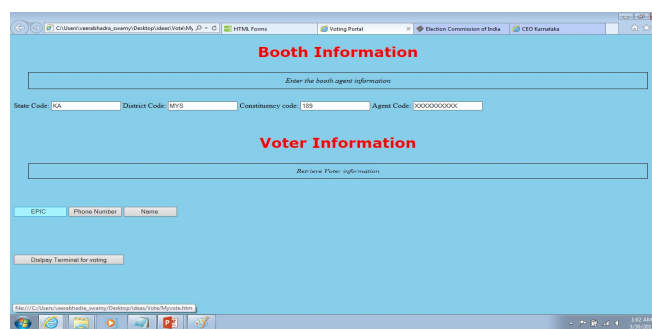 C:\Users\veerabhadra_swamy\Desktop\ideas\Vote\My
HTML Forms
Voting Portal
Election Commission of India
CEO Karnataka
Booth Information
Enter the booth agent information
State Code: KA District Code: MYS Constituency code: 189 Agent Code: XXXXXXXXXX
Voter Information
Retrieve Voter information
EPIC Phone Number Name
Distpay Terminal for voting
file:///C:/Users/veerabhadra_swamy/Desktop/ideas/Vote/Myvote.htm
1:02 AM